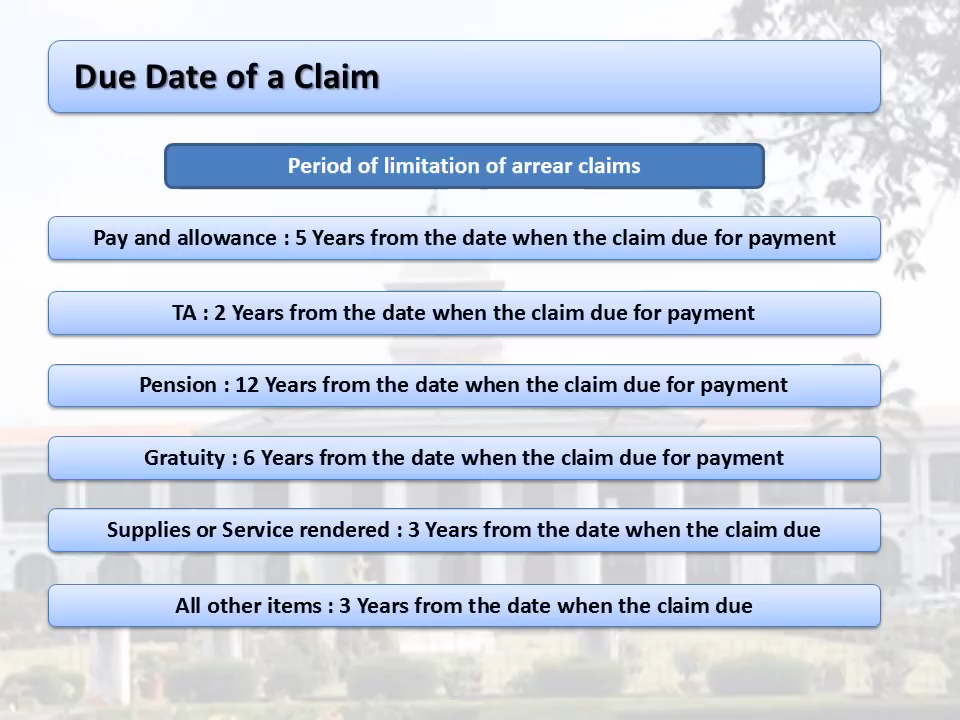 Due Date of a Claim
Period of limitation of arrear claims
Pay and allowance : 5 Years from the date when the claim due for payment
TA : 2 Years from the date when the claim due for payment
Pension : 12 Years from the date when the claim due for payment
Gratuity : 6 Years from the date when the claim due for payment
Supplies or Service rendered : 3 Years from the date when the claim due
All other items : 3 Years from the date when the claim due